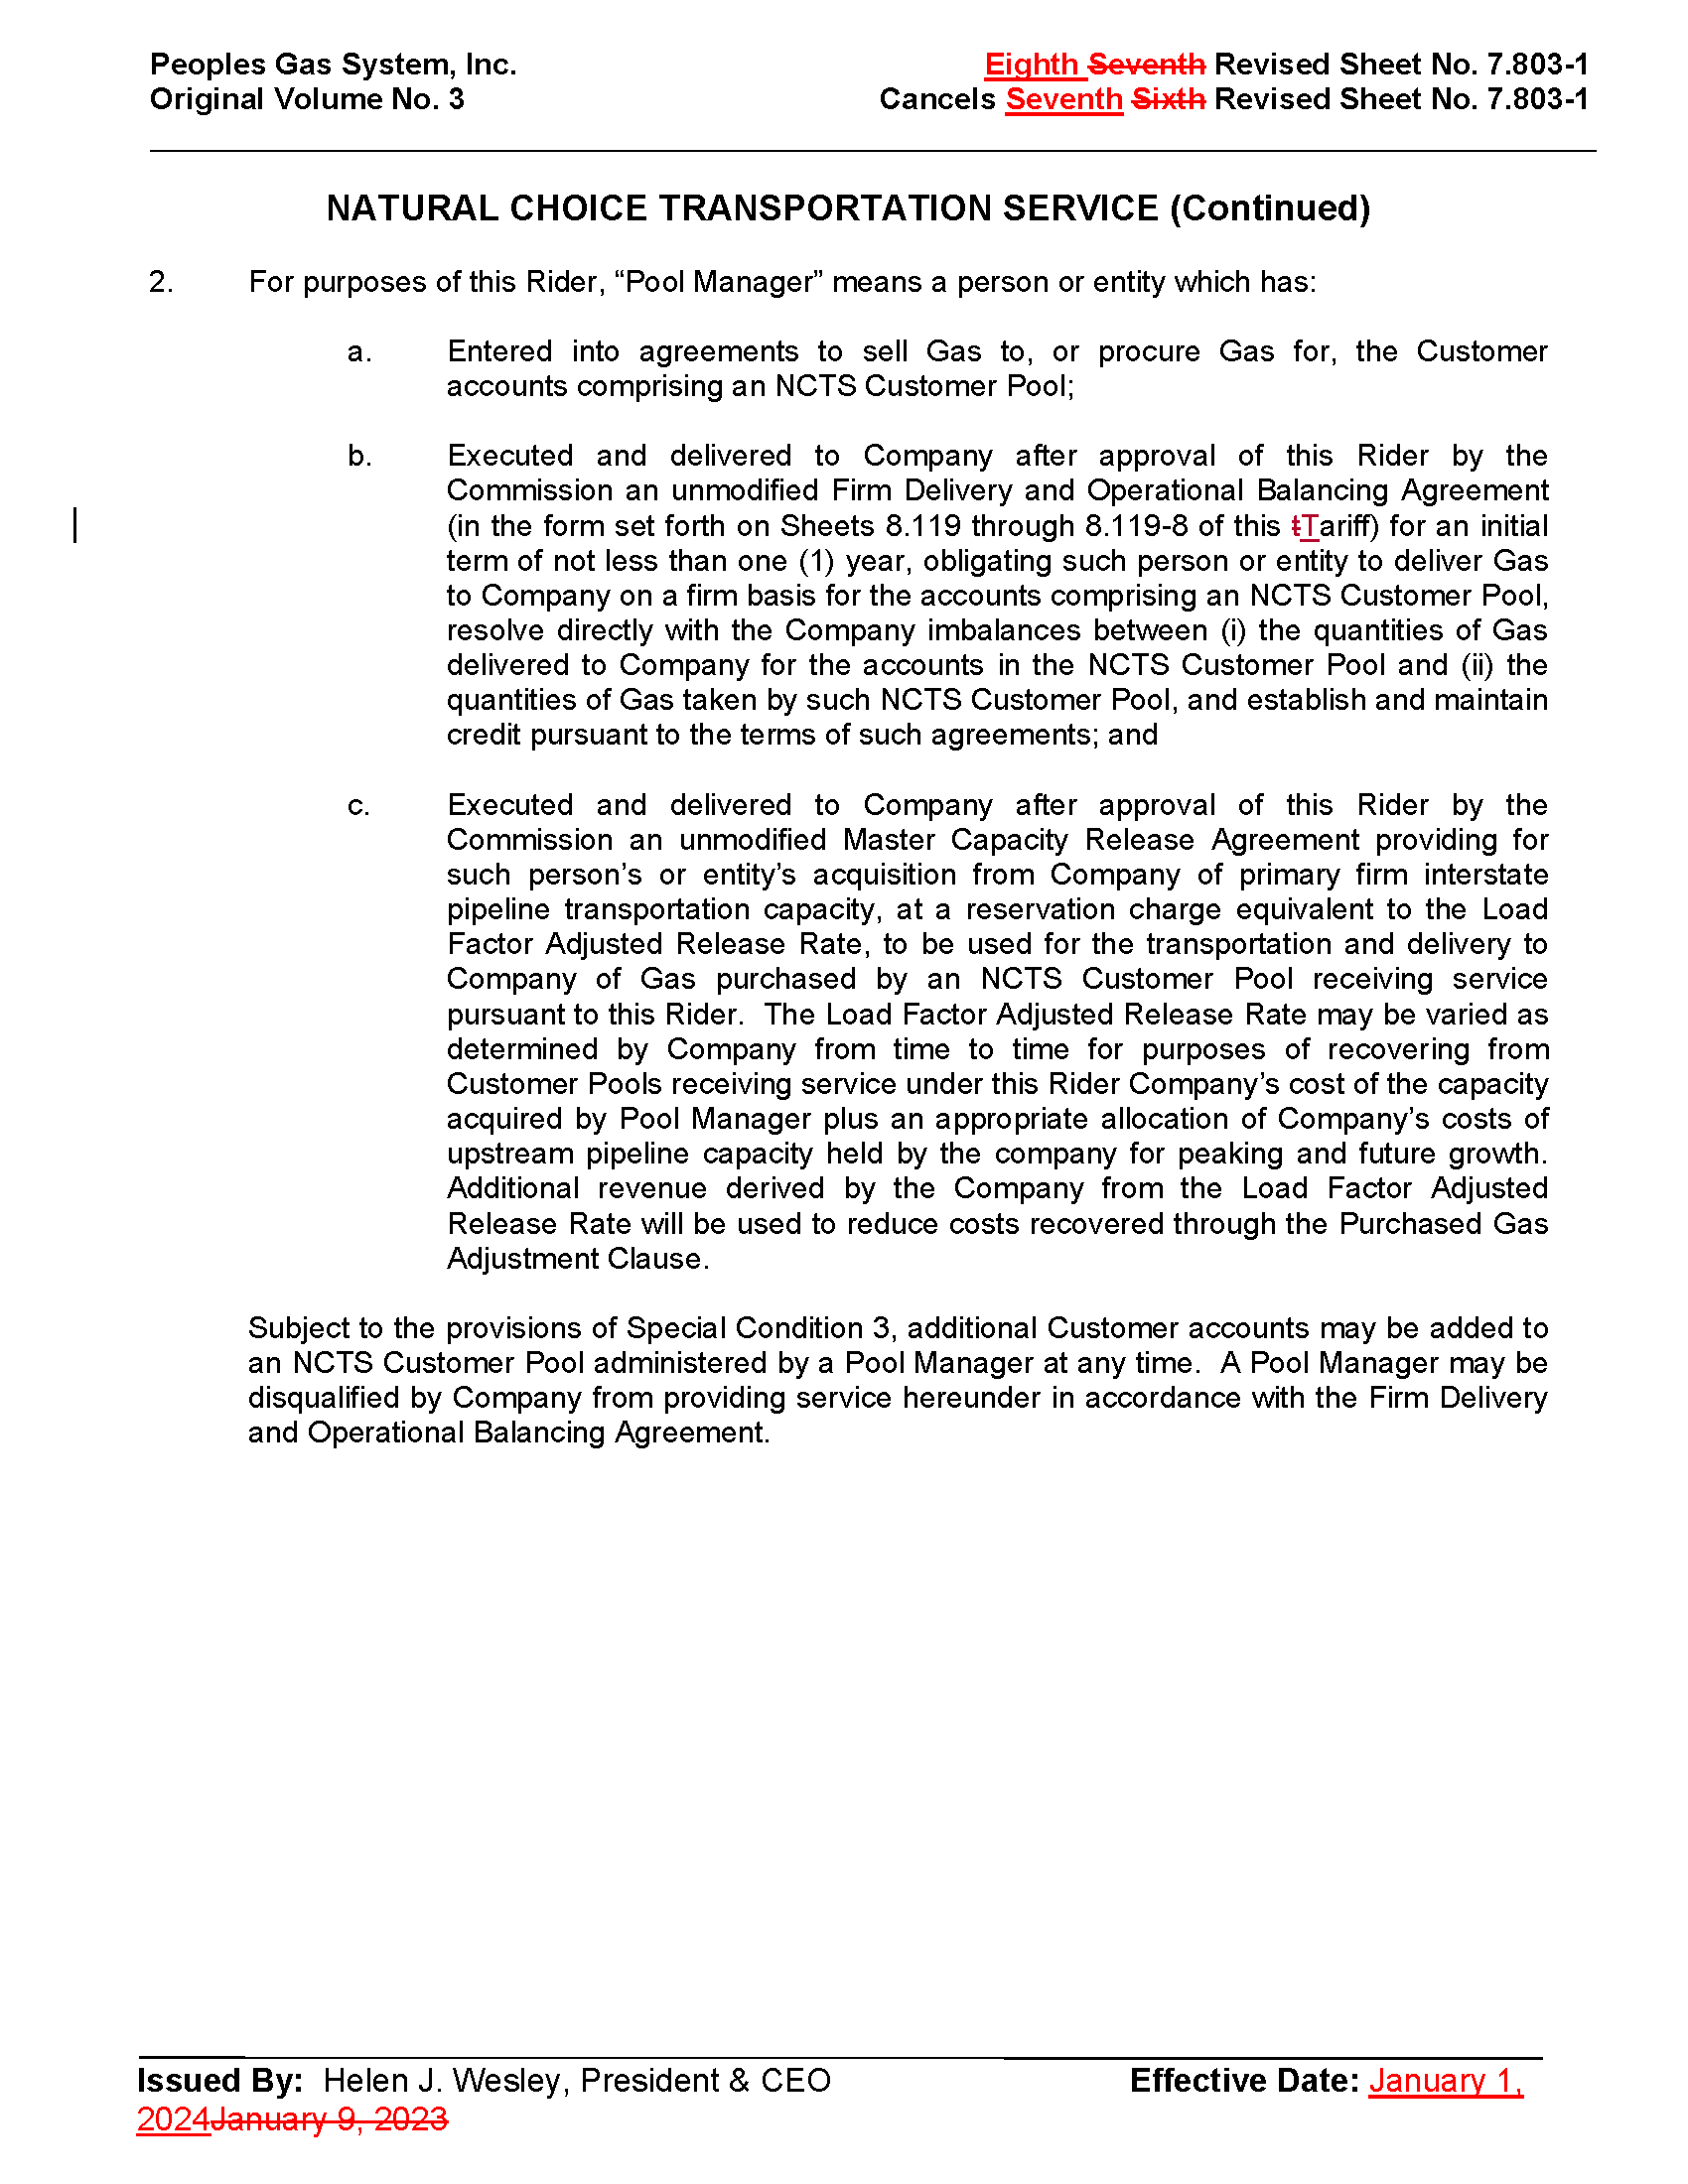 Peoples Gas System, Inc. Eighth Seventh Revised Sheet No. 7.803-1
Original Volume No. 3 Cancels Seventh Sixth Revised Sheet No. 7.803-1
NATURAL CHOICE TRANSPORTATION SERVICE (Continued)
2. For purposes of this Rider, “Pool Manager” means a person or entity which has:
a. Entered into agreements to sell Gas to, or procure Gas for, the Customer
accounts comprising an NCTS Customer Pool;
b. Executed and delivered to Company after approval of this Rider by the
Commission an unmodified Firm Delivery and Operational Balancing Agreement
(in the form set forth on Sheets 8.119 through 8.119-8 of this tTariff) for an initial
term of not less than one (1) year, obligating such person or entity to deliver Gas
to Company on a firm basis for the accounts comprising an NCTS Customer Pool,
resolve directly with the Company imbalances between (i) the quantities of Gas
delivered to Company for the accounts in the NCTS Customer Pool and (ii) the
quantities of Gas taken by such NCTS Customer Pool, and establish and maintain
credit pursuant to the terms of such agreements; and
c. Executed and delivered to Company after approval of this Rider by the
Commission an unmodified Master Capacity Release Agreement providing for
such person’s or entity’s acquisition from Company of primary firm interstate
pipeline transportation capacity, at a reservation charge equivalent to the Load
Factor Adjusted Release Rate, to be used for the transportation and delivery to
Company of Gas purchased by an NCTS Customer Pool receiving service
pursuant to this Rider. The Load Factor Adjusted Release Rate may be varied as
determined by Company from time to time for purposes of recovering from
Customer Pools receiving service under this Rider Company’s cost of the capacity
acquired by Pool Manager plus an appropriate allocation of Company’s costs of
upstream pipeline capacity held by the company for peaking and future growth.
Additional revenue derived by the Company from the Load Factor Adjusted
Release Rate will be used to reduce costs recovered through the Purchased Gas
Adjustment Clause.
Subject to the provisions of Special Condition 3, additional Customer accounts may be added to
an NCTS Customer Pool administered by a Pool Manager at any time. A Pool Manager may be
disqualified by Company from providing service hereunder in accordance with the Firm Delivery
and Operational Balancing Agreement.
Issued By: Helen J. Wesley, President & CEO Effective Date: January 1,
2024January 9, 2023